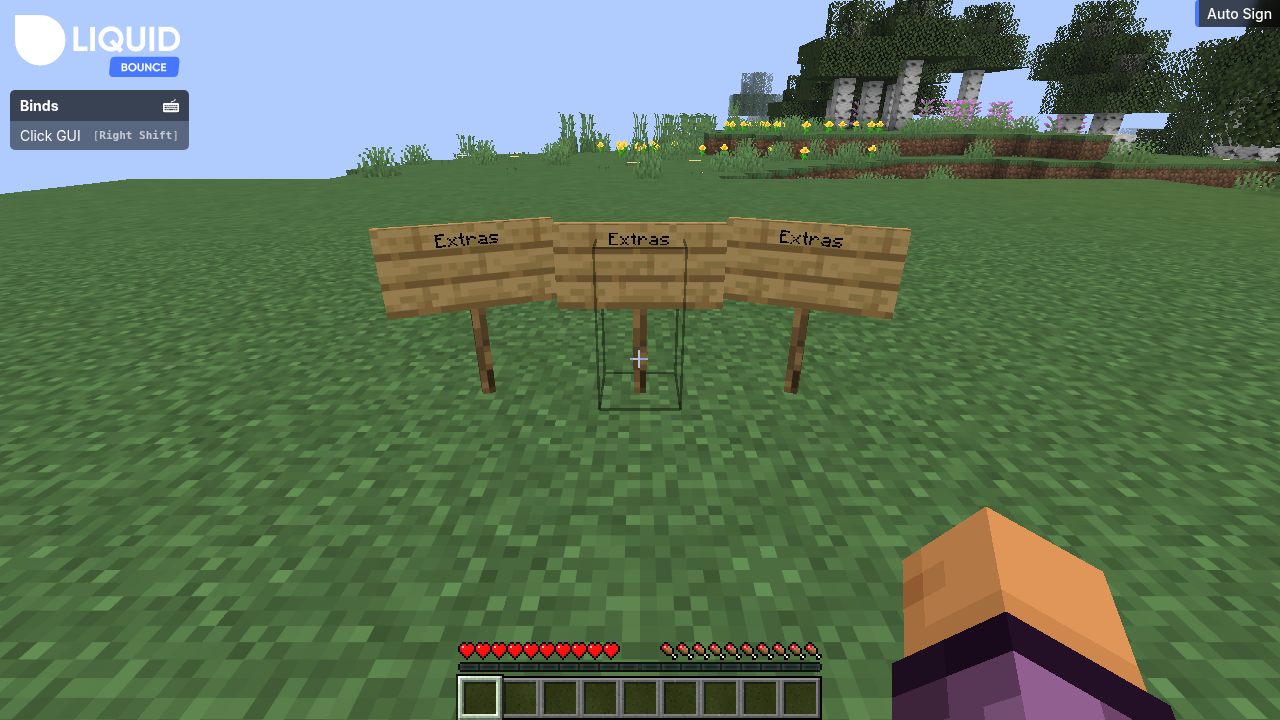 LIQUID
BOUNCE
Auto Sign
Binds
Click GUI [Right Shift]
Extras
Extras
Extras